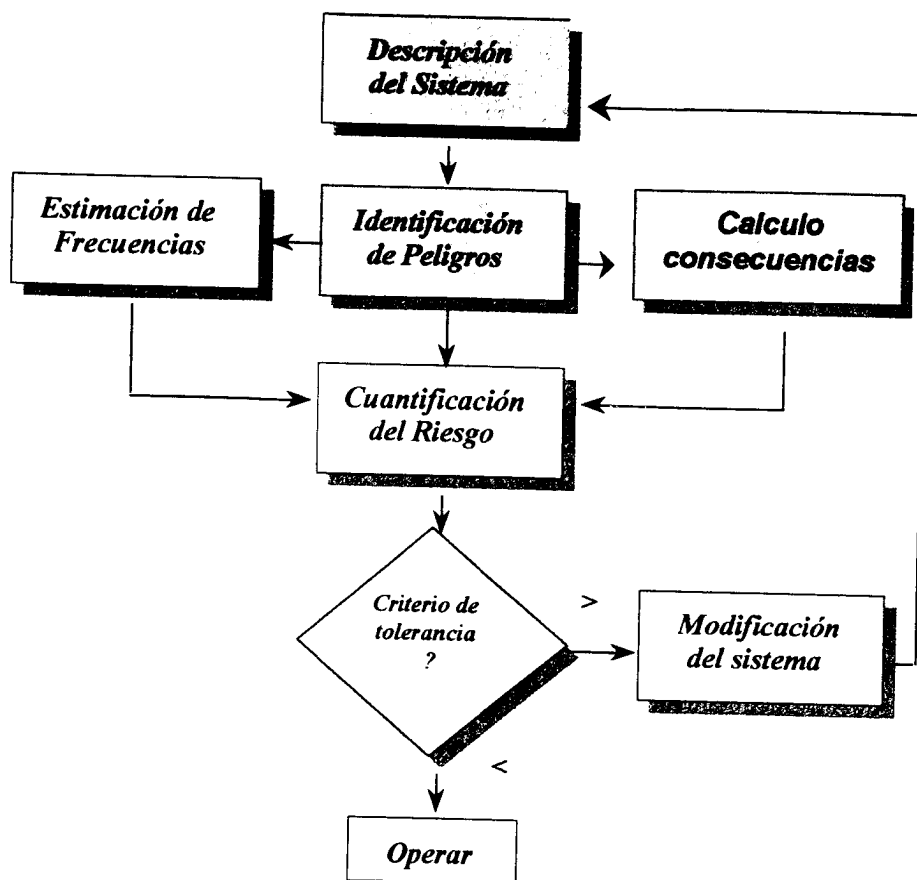 Descripción
del Sistema
Estimación de
Frecuencias
Identificación
de Peligros
Calculo
consecuencias
Cuantificación
del Riesgo
Criterio de
tolerancia
?
>
Modificación
del sistema
<
Operar